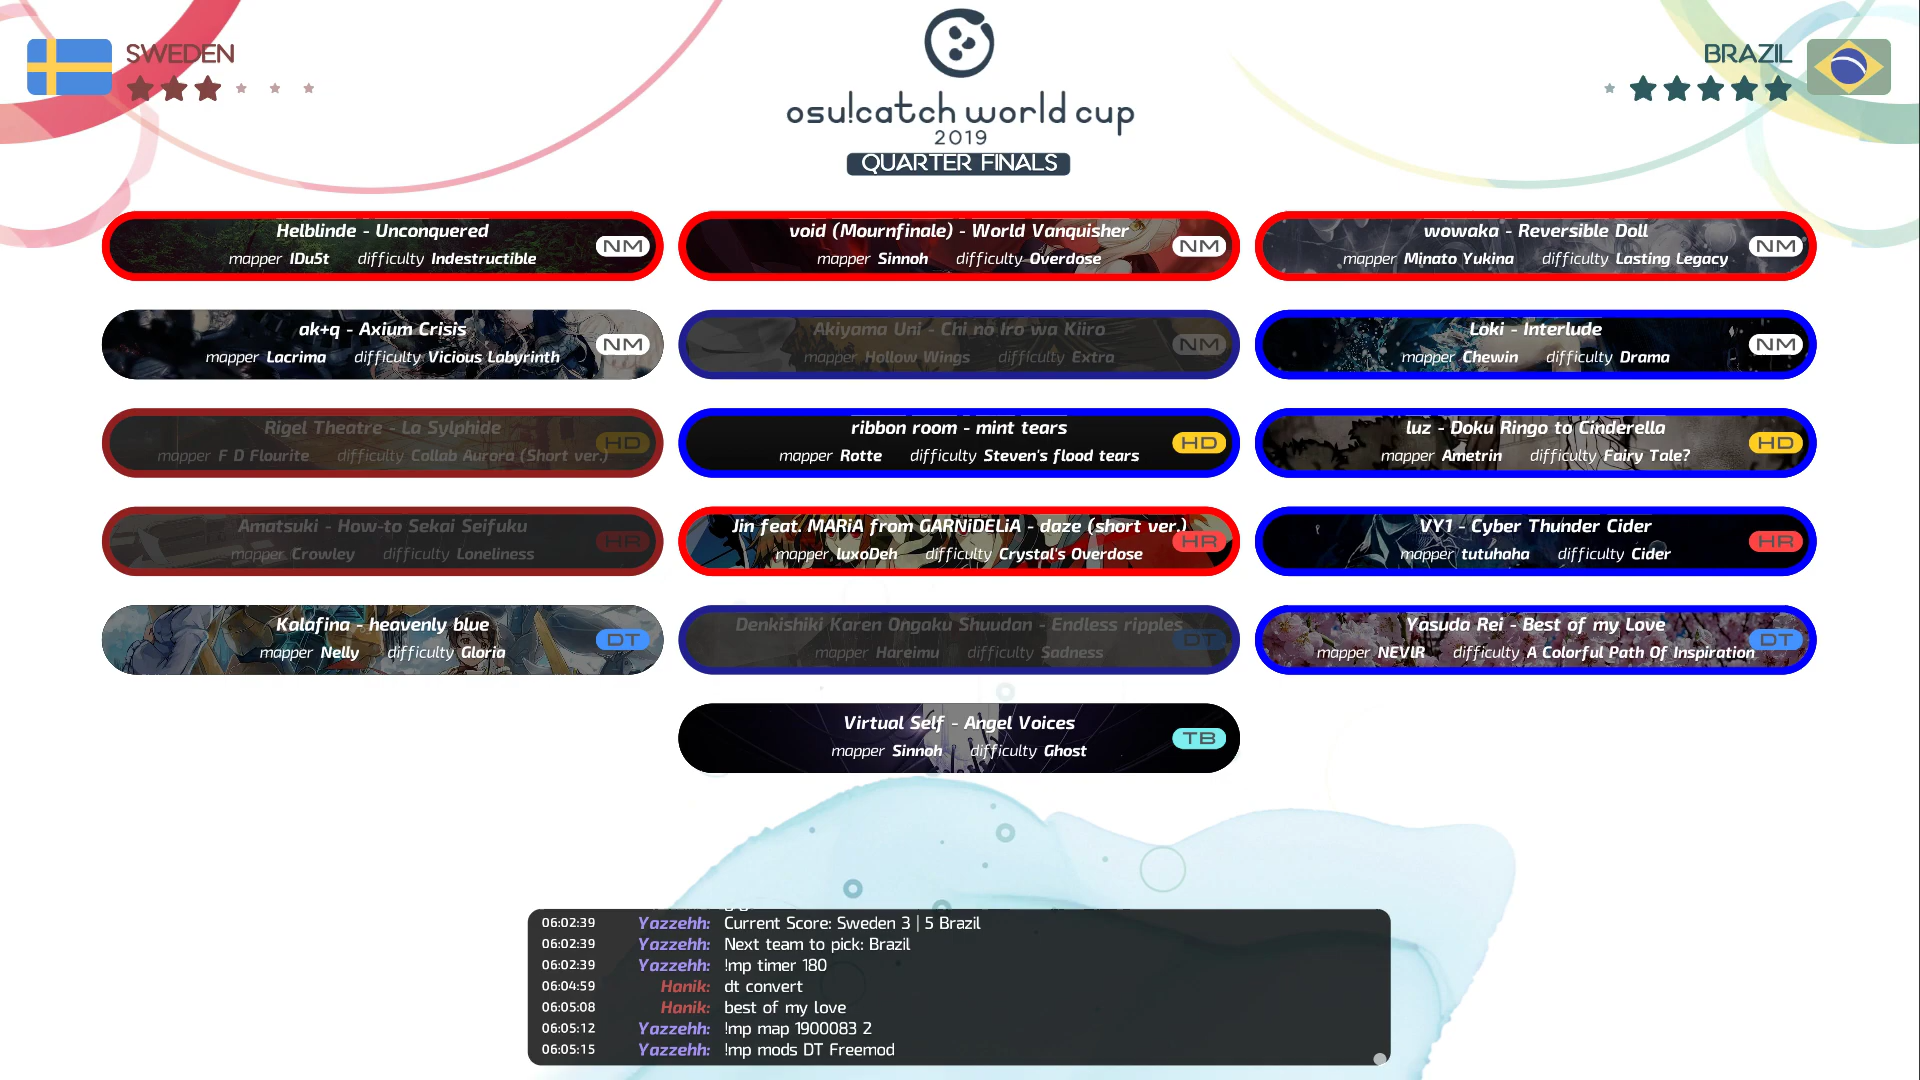 SWEDEN
BRAZIL
osu!catch world cup
2019
QUARTER FINALS
Helblinde - Unconquered
mapper IDu5t difficulty Indestructible
NM
void (Mournfinale) - World Vanquisher
mapper Sinnoh difficulty Overdose
NM
wowaka - Reversible Doll
mapper Minato Yukina difficulty Lasting Legacy
NM
ak+q - Axium Crisis
mapper Lacrima difficulty Vicious Labyrinth
NM
Akiyama Uni - Chi no Iro wa Kiiro
mapper Hollow Wings difficulty Extra
NM
Loki - Interlude
mapper Chewin difficulty Drama
NM
Rigel Theatre - La Sylphide
mapper F D Flourite difficulty Collab Aurora (Short ver.)
HD
ribbon room - mint tears
mapper Rotte difficulty Steven's flood tears
HD
luz - Doku Ringo to Cinderella
mapper Ametrin difficulty Fairy Tale?
HD
Amatsuki - How-to Sekai Seifuku
mapper Crowley difficulty Loneliness
HR
Jin feat. MARiA from GARNiDELiA - daze (short ver.)
mapper luxoDeh difficulty Crystal's Overdose
HR
VY1 - Cyber Thunder Cider
mapper tutuhaha difficulty Cider
HR
Kalafina - heavenly blue
mapper Nelly difficulty Gloria
DT
Denkishiki Karen Ongaku Shuudan - Endless ripples
mapper Hareimu difficulty Sadness
DT
Yasuda Rei - Best of my Love
mapper NEVIR difficulty A Colorful Path Of Inspiration
DT
Virtual Self - Angel Voices
mapper Sinnoh difficulty Ghost
TB
06:02:39 Yazzehh: Current Score: Sweden 3 | 5 Brazil
06:02:39 Yazzehh: Next team to pick: Brazil
06:02:39 Yazzehh: !mp timer 180
06:04:59 Hanik: dt convert
06:05:08 Hanik: best of my love
06:05:12 Yazzehh: !mp map 1900083 2
06:05:15 Yazzehh: !mp mods DT Freemod